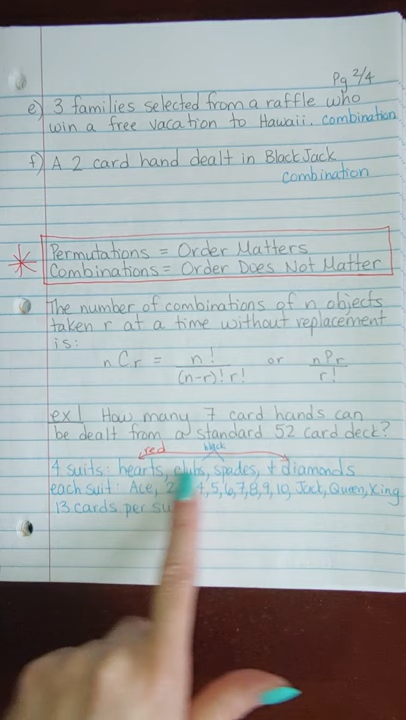 Pg 2/4
e) 3 families selected from a raffle who
win a free vacation to Hawaii. combination
f) A 2 card hand dealt in BlackJack
combination
Permutations = Order Matters
* Combinations = Order Does Not Matter
The number of combinations of n objects
taken r at a time without replacement
is:
nCr = n! / (n-r)! r! or nPr / r!
ex| How many 7 card hands can
be dealt from a standard 52 card deck?
red black
4 suits: hearts, clubs, spades, + diamonds
each suit: Ace, 2, 4, 5, 6, 7, 8, 9, 10, Jack, Queen, King
13 cards per su